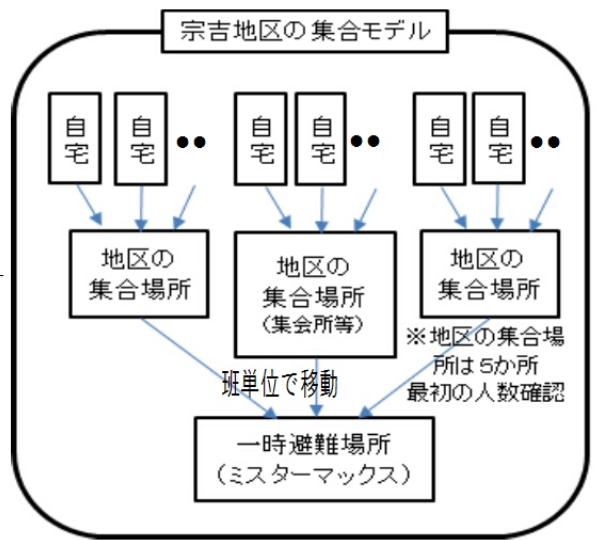 宗吉地区の集合モデル
自宅
自宅
••
自宅
自宅
••
自宅
自宅
••
地区の
集合場所
地区の
集合場所
（集会所等）
地区の
集合場所
※地区の集合場
所は５か所
最初の人数確認
班単位で移動
一時避難場所
（ミスターマックス）